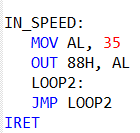 IN_SPEED:
MOV AL, 35
OUT 88H, AL
LOOP2:
JMP LOOP2
IRET